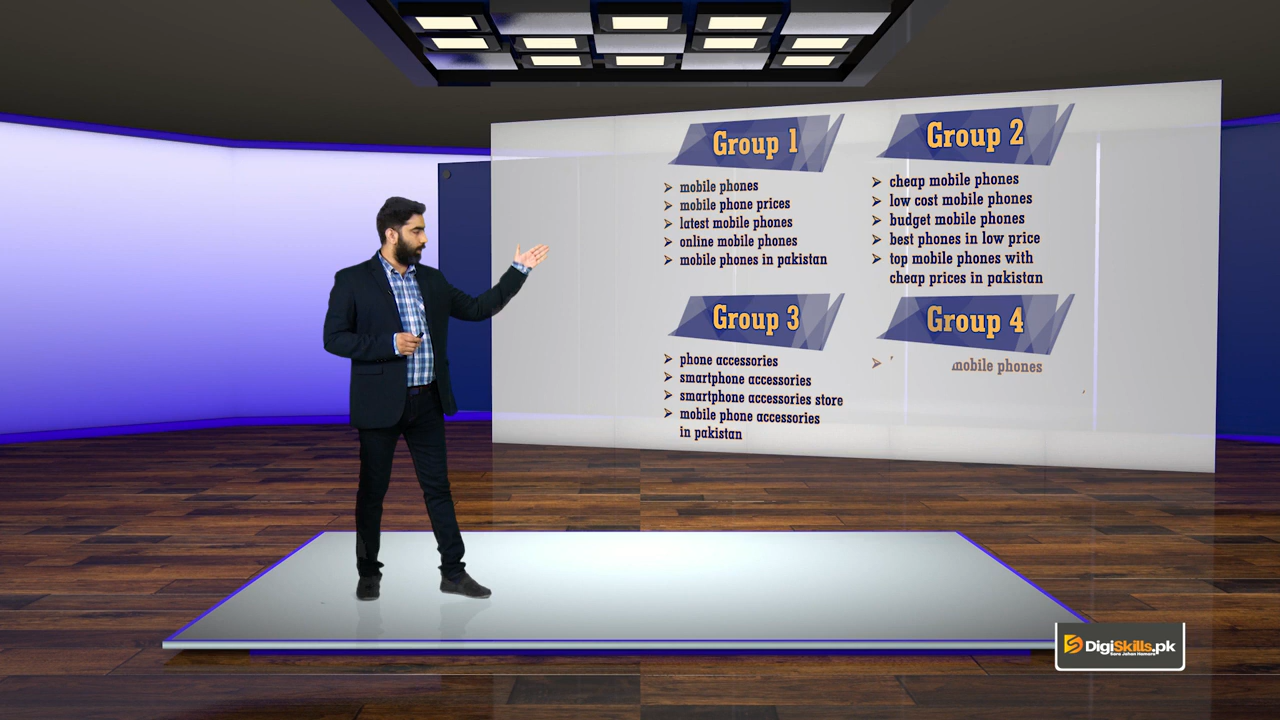 Group 1
mobile phones
mobile phone prices
latest mobile phones
online mobile phones
mobile phones in pakistan
Group 2
cheap mobile phones
low cost mobile phones
budget mobile phones
best phones in low price
top mobile phones with
cheap prices in pakistan
Group 3
phone accessories
smartphone accessories
smartphone accessories store
mobile phone accessories
in pakistan
Group 4
mobile phones
DigiSkills.pk